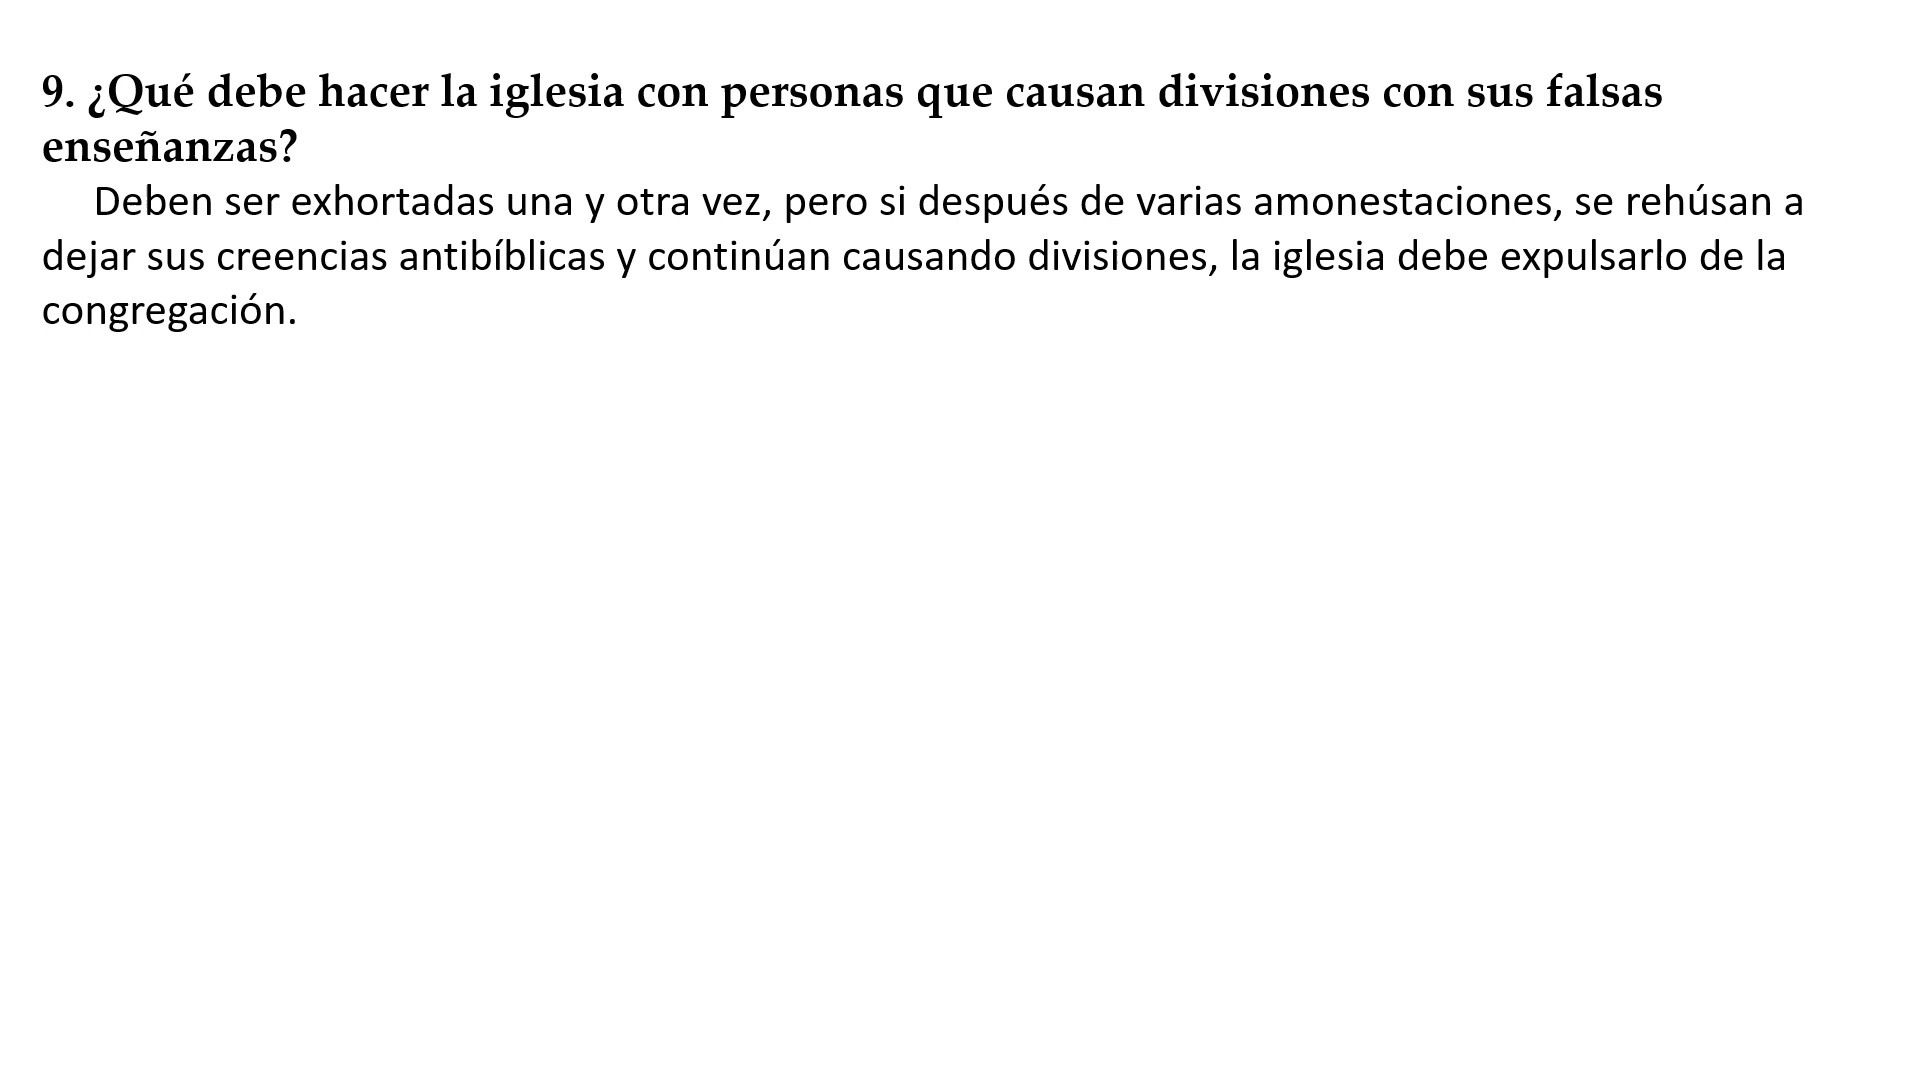 9. ¿Qué debe hacer la iglesia con personas que causan divisiones con sus falsas
enseñanzas?
Deben ser exhortadas una y otra vez, pero si después de varias amonestaciones, se rehúsan a
dejar sus creencias antibíblicas y continúan causando divisiones, la iglesia debe expulsarlo de la
congregación.